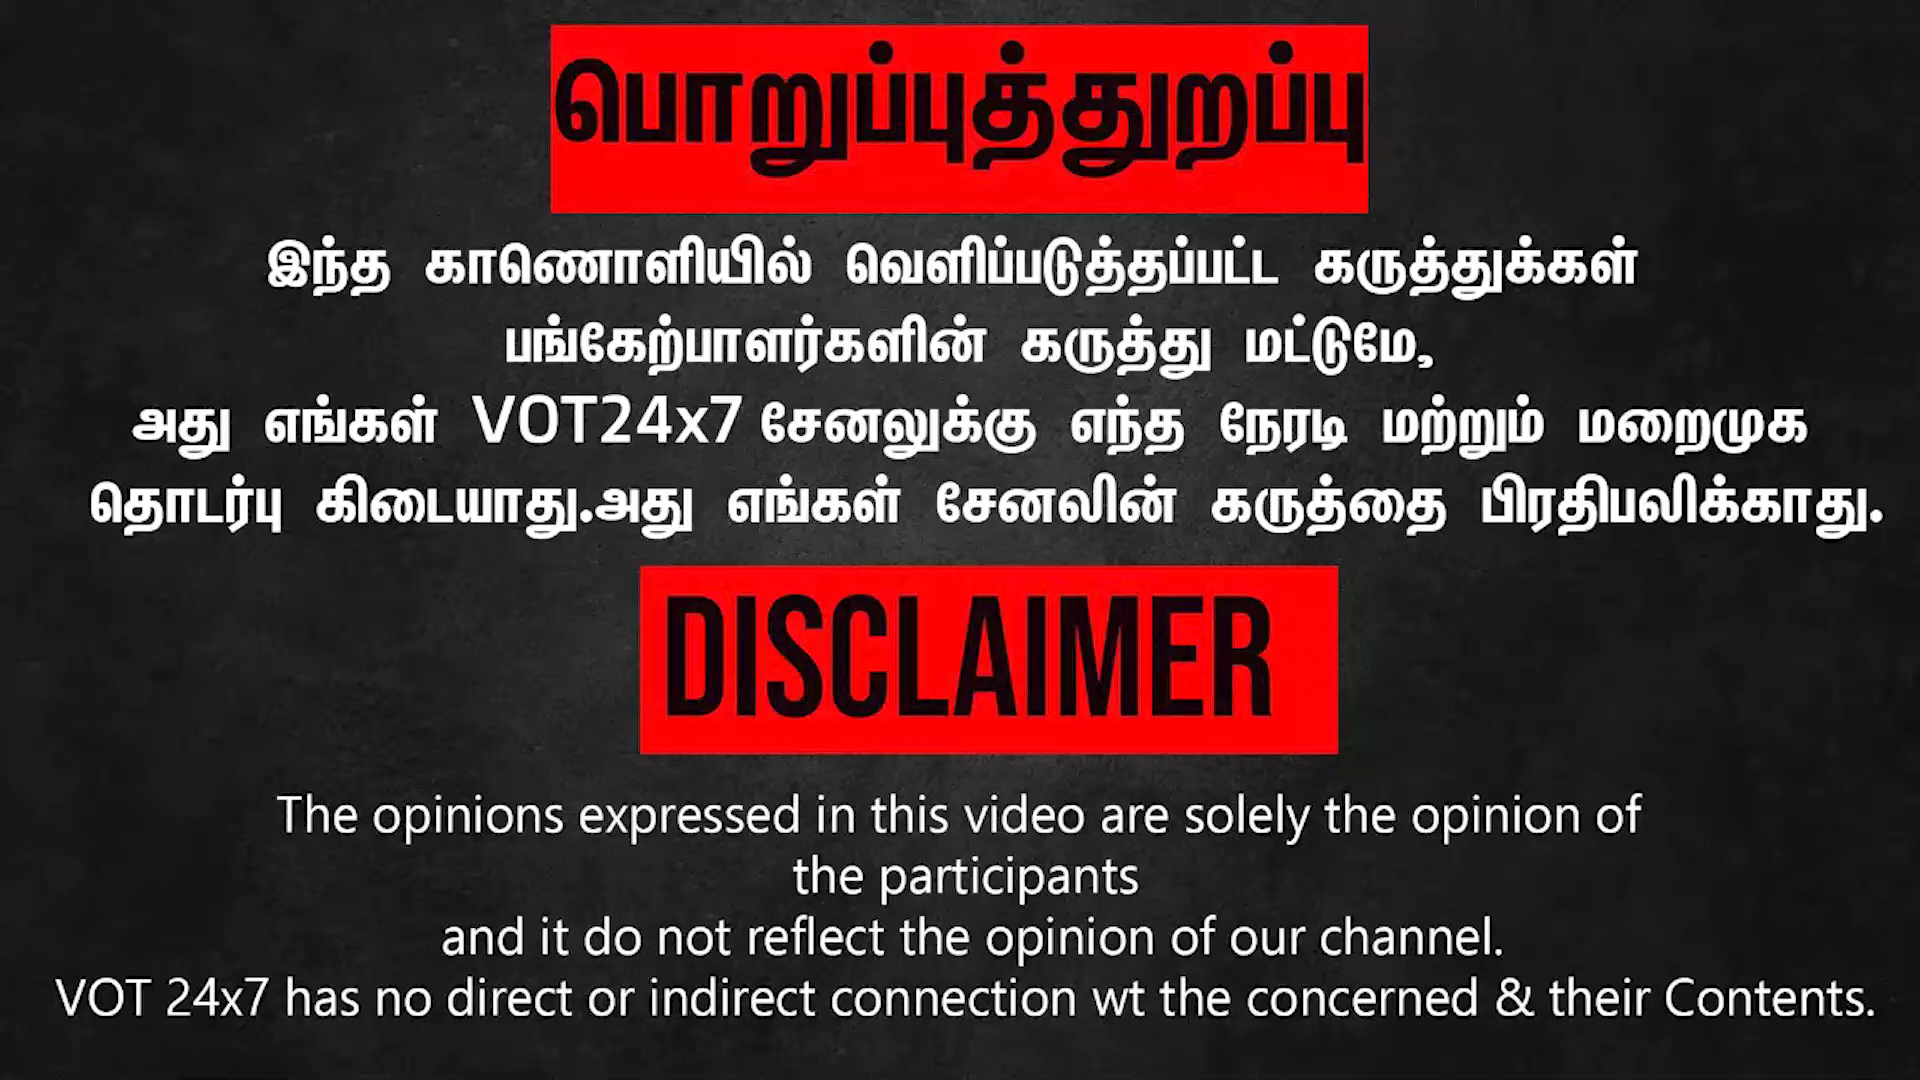 பொறுப்புத்துறப்பு
இந்த காணொளியில் வெளிப்படுத்தப்பட்ட கருத்துக்கள்
பங்கேற்பாளர்களின் கருத்து மட்டுமே,
அது எங்கள் VOT24x7 சேனலுக்கு எந்த நேரடி மற்றும் மறைமுக
தொடர்பு கிடையாது.அது எங்கள் சேனலின் கருத்தை பிரதிபலிக்காது.
DISCLAIMER
The opinions expressed in this video are solely the opinion of
the participants
and it do not reflect the opinion of our channel.
VOT 24x7 has no direct or indirect connection wt the concerned & their Contents.